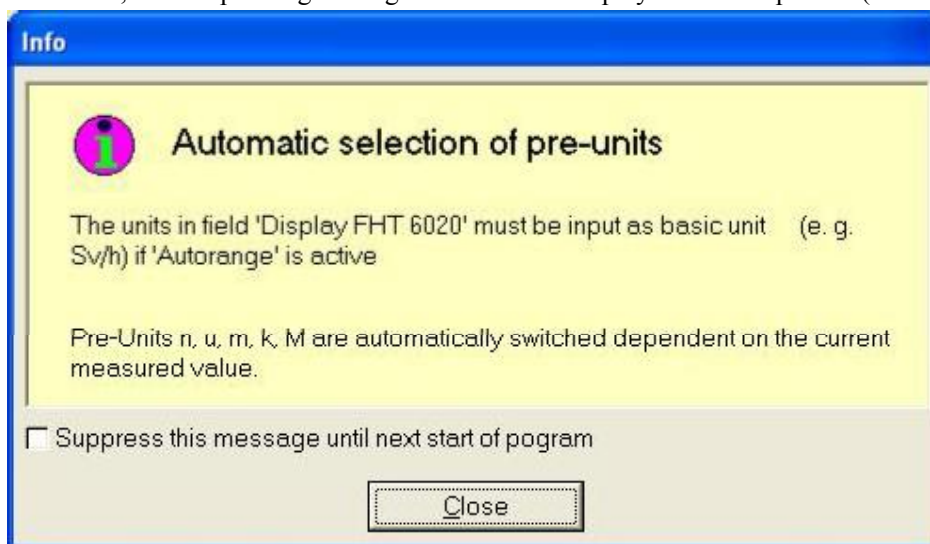 Info
Automatic selection of pre-units
The units in field 'Display FHT 6020' must be input as basic unit (e. g.
Sv/h) if 'Autorange' is active
Pre-Units n, u, m, k, M are automatically switched dependent on the current
measured value.
Suppress this message until next start of pogram
Close